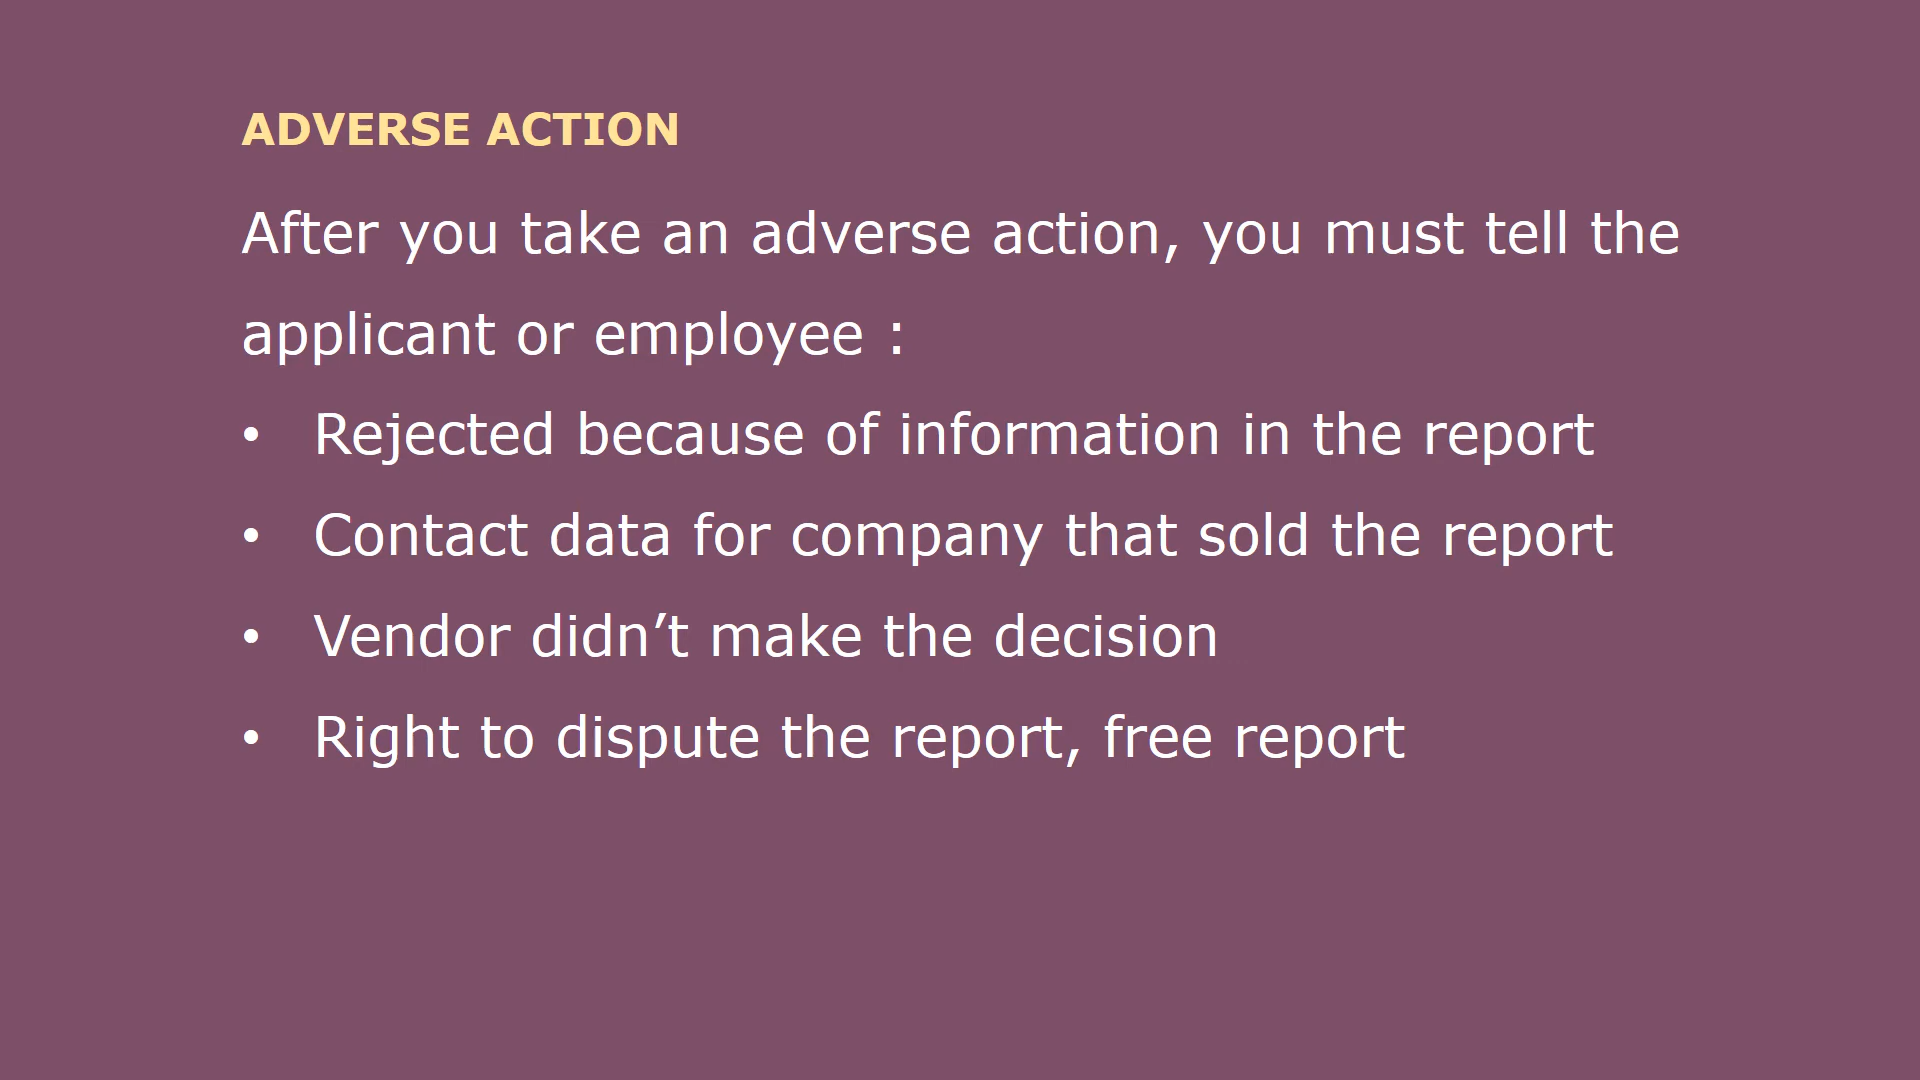 ADVERSE ACTION
After you take an adverse action, you must tell the
applicant or employee :
• Rejected because of information in the report
• Contact data for company that sold the report
• Vendor didn’t make the decision
• Right to dispute the report, free report